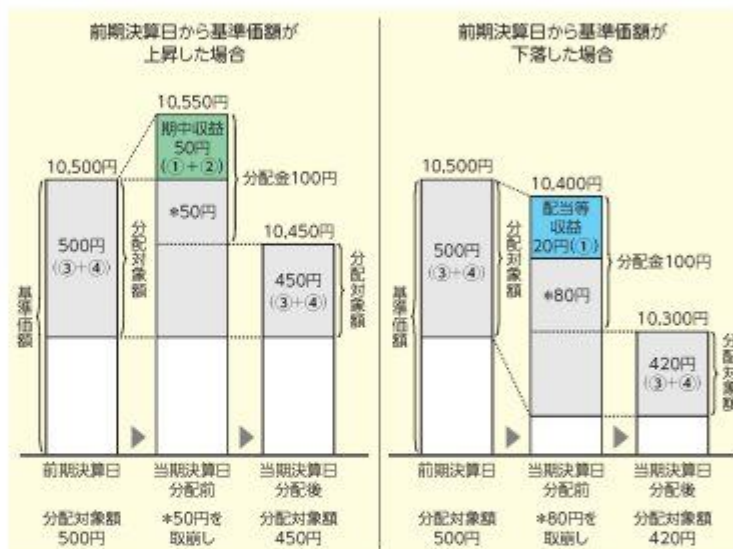 前期決算日から基準価額が
上昇した場合
10,550円
期中収益
50円
(①+②)
10,500円
分配金100円
*50円
10,450円
500円
(③+④)
分配対象額
450円
(③+④)
分配対象額
基準価額
前期決算日
当期決算日
分配前
当期決算日
分配後
分配対象額
500円
*50円を
取崩し
分配対象額
450円
前期決算日から基準価額が
下落した場合
10,500円
10,400円
配当等
収益
20円(①)
500円
(③+④)
分配対象額
分配金100円
*80円
10,300円
基準価額
420円
(③+④)
分配対象額
前期決算日
当期決算日
分配前
当期決算日
分配後
分配対象額
500円
*80円を
取崩し
分配対象額
420円